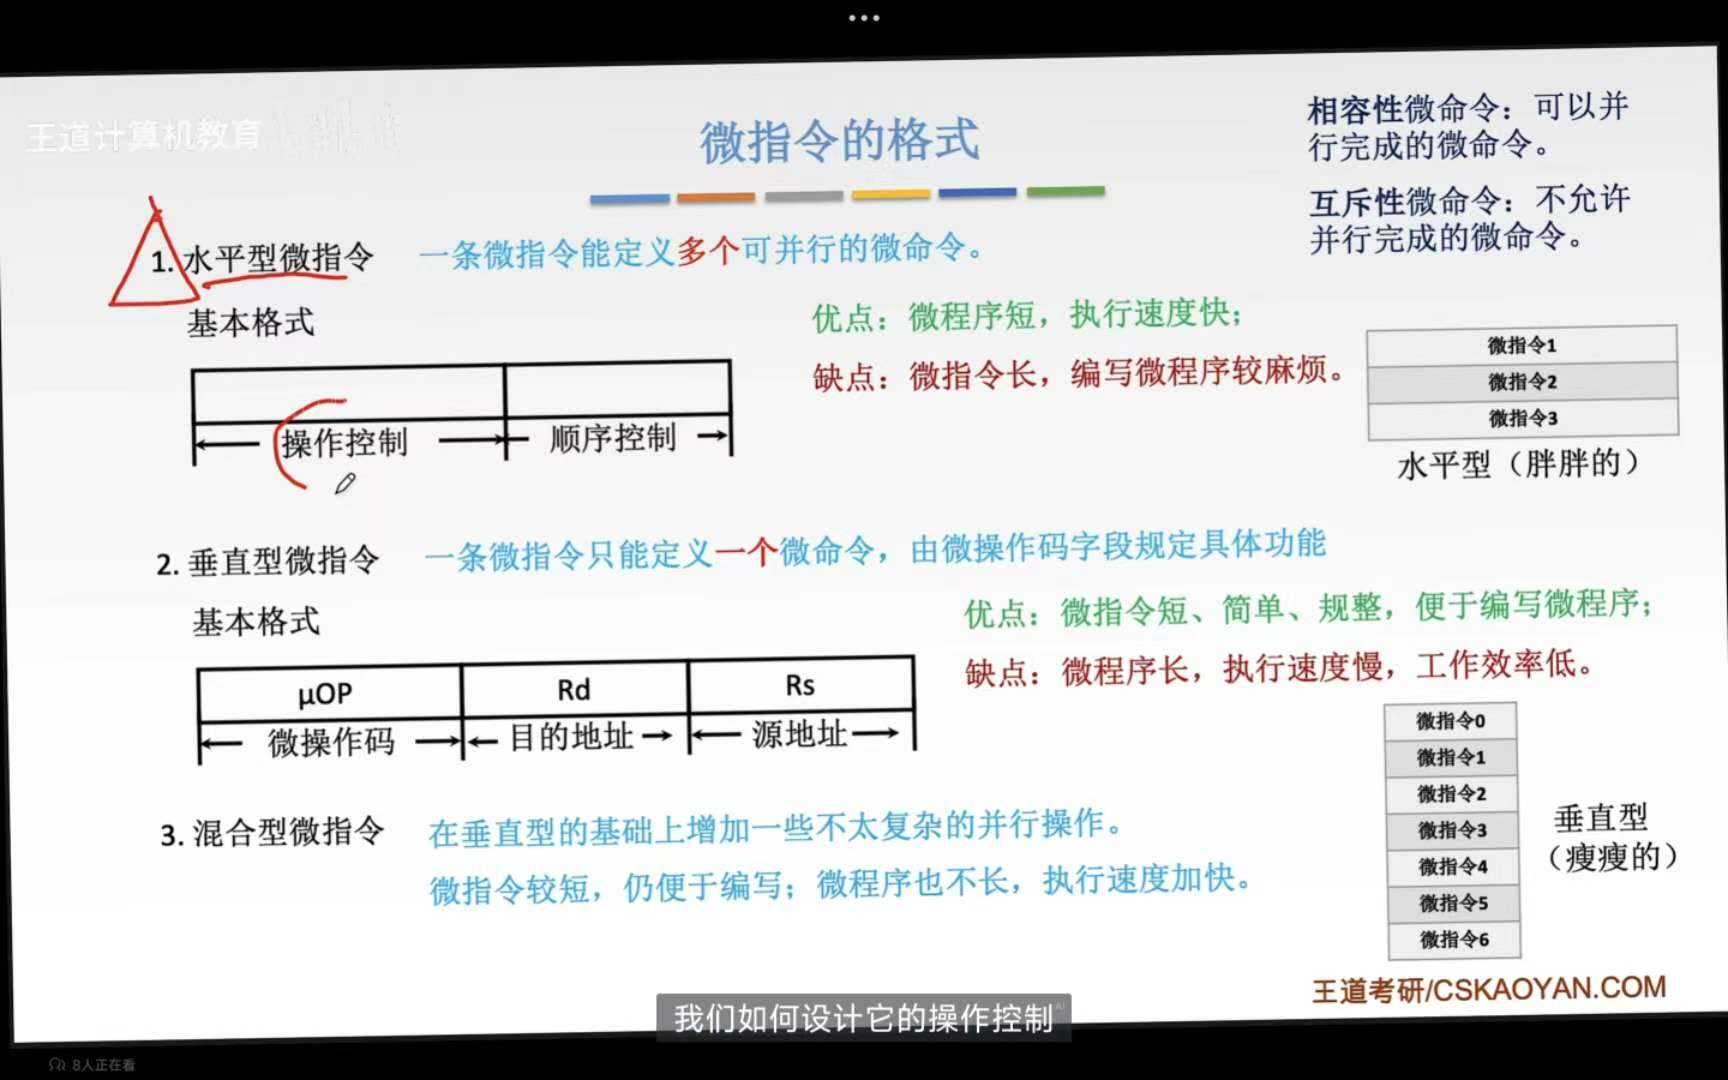 王道计算机教育
微指令的格式
相容性微命令：可以并
行完成的微命令。
互斥性微命令：不允许
并行完成的微命令。
1. 水平型微指令 一条微指令能定义多个可并行的微命令。
基本格式
优点：微程序短，执行速度快；
缺点：微指令长，编写微程序较麻烦。
操作控制 顺序控制
微指令1
微指令2
微指令3
水平型（胖胖的）
2. 垂直型微指令 一条微指令只能定义一个微命令，由微操作码字段规定具体功能
基本格式
优点：微指令短、简单、规整，便于编写微程序；
缺点：微程序长，执行速度慢，工作效率低。
μOP Rd Rs
微操作码 目的地址 源地址
微指令0
微指令1
微指令2
微指令3
微指令4
微指令5
微指令6
垂直型
（瘦瘦的）
3. 混合型微指令 在垂直型的基础上增加一些不太复杂的并行操作。
微指令较短，仍便于编写；微程序也不长，执行速度加快。
王道考研/CSKAOYAN.COM
我们如何设计它的操作控制
8人正在看